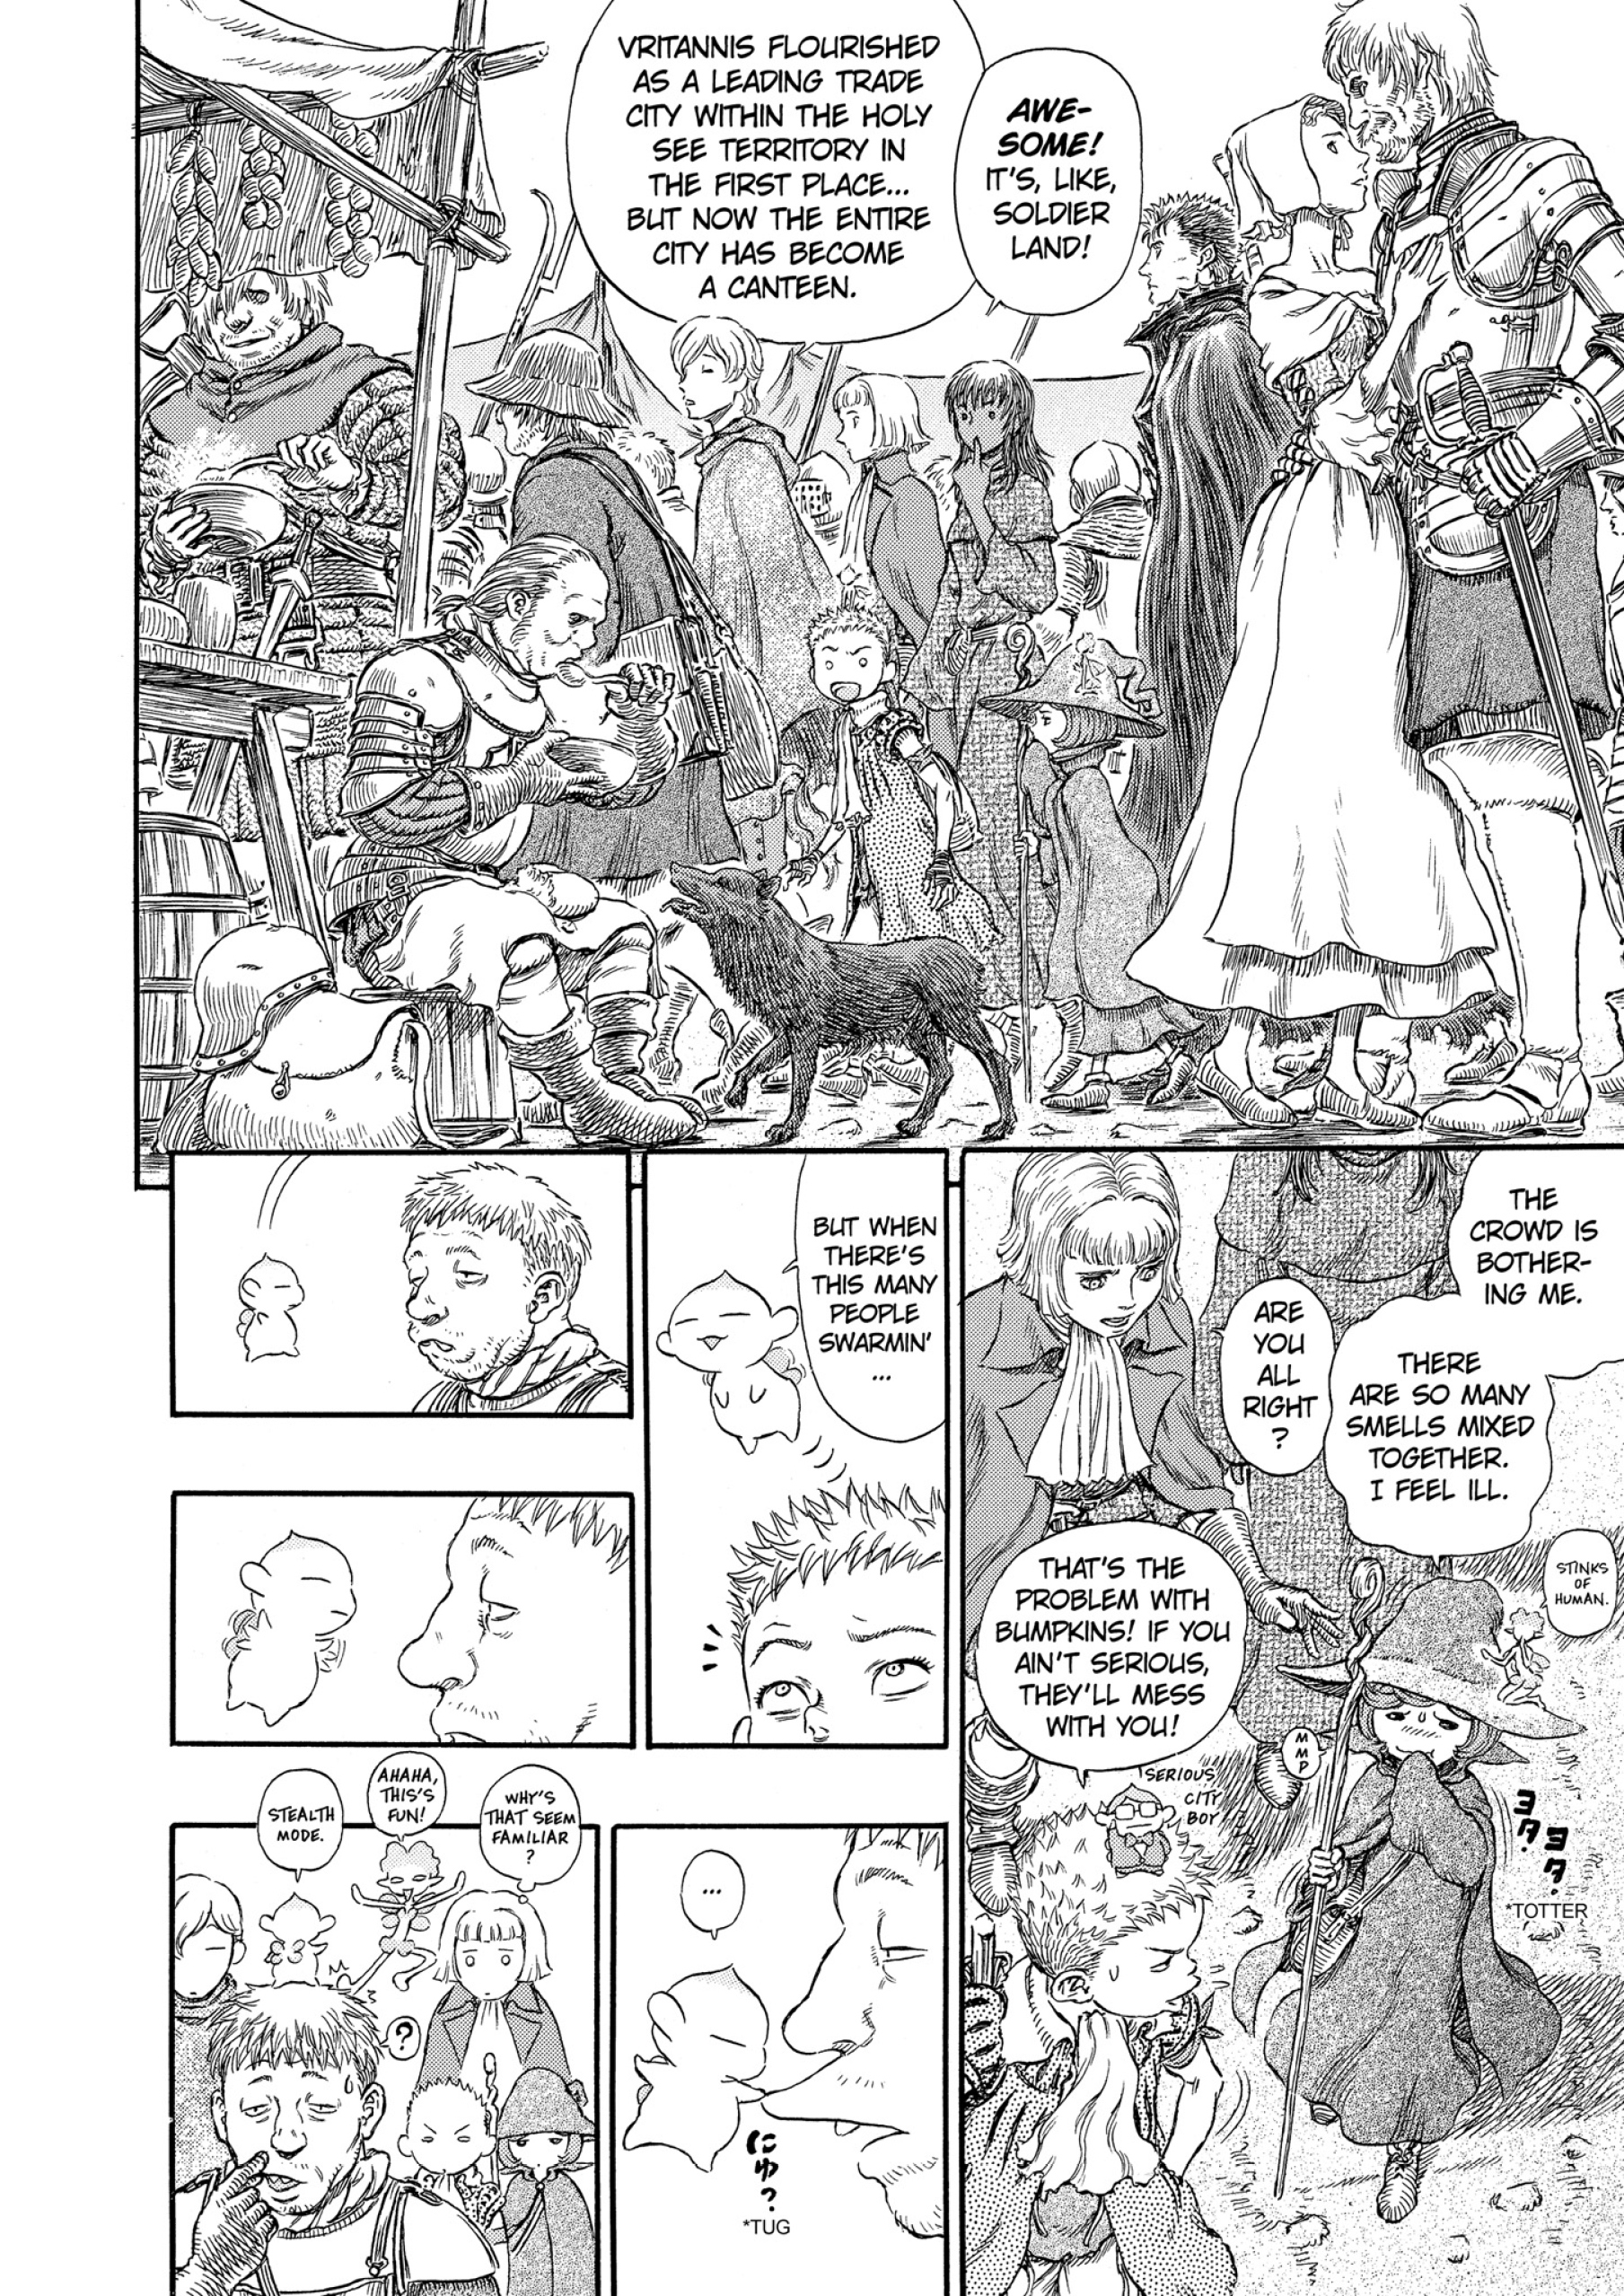 AWE-
SOME!
IT'S, LIKE,
SOLDIER
LAND!
VRITANNIS FLOURISHED
AS A LEADING TRADE
CITY WITHIN THE HOLY
SEE TERRITORY IN
THE FIRST PLACE...
BUT NOW THE ENTIRE
CITY HAS BECOME
A CANTEEN.
THE
CROWD IS
BOTHER-
ING ME.
THERE
ARE SO MANY
SMELLS MIXED
TOGETHER.
I FEEL ILL.
ARE
YOU
ALL
RIGHT
?
STINKS
OF
HUMAN.
MMP
ヨタ
ヨタ
*TOTTER
THAT'S THE
PROBLEM WITH
BUMPKINS! IF YOU
AIN'T SERIOUS,
THEY'LL MESS
WITH YOU!
SERIOUS
CITY
BOY
BUT WHEN
THERE'S
THIS MANY
PEOPLE
SWARMIN'
...
...
にゅ?
*TUG
WHY'S
THAT SEEM
FAMILIAR
?
AHAHA,
THIS'S
FUN!
STEALTH
MODE.
?